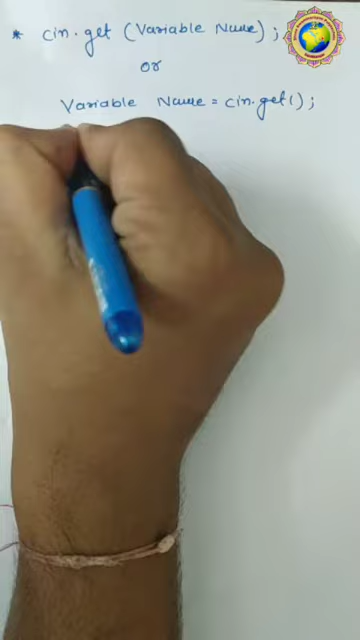 * cin.get (Variable Name);
or
Variable Name = cin.get();